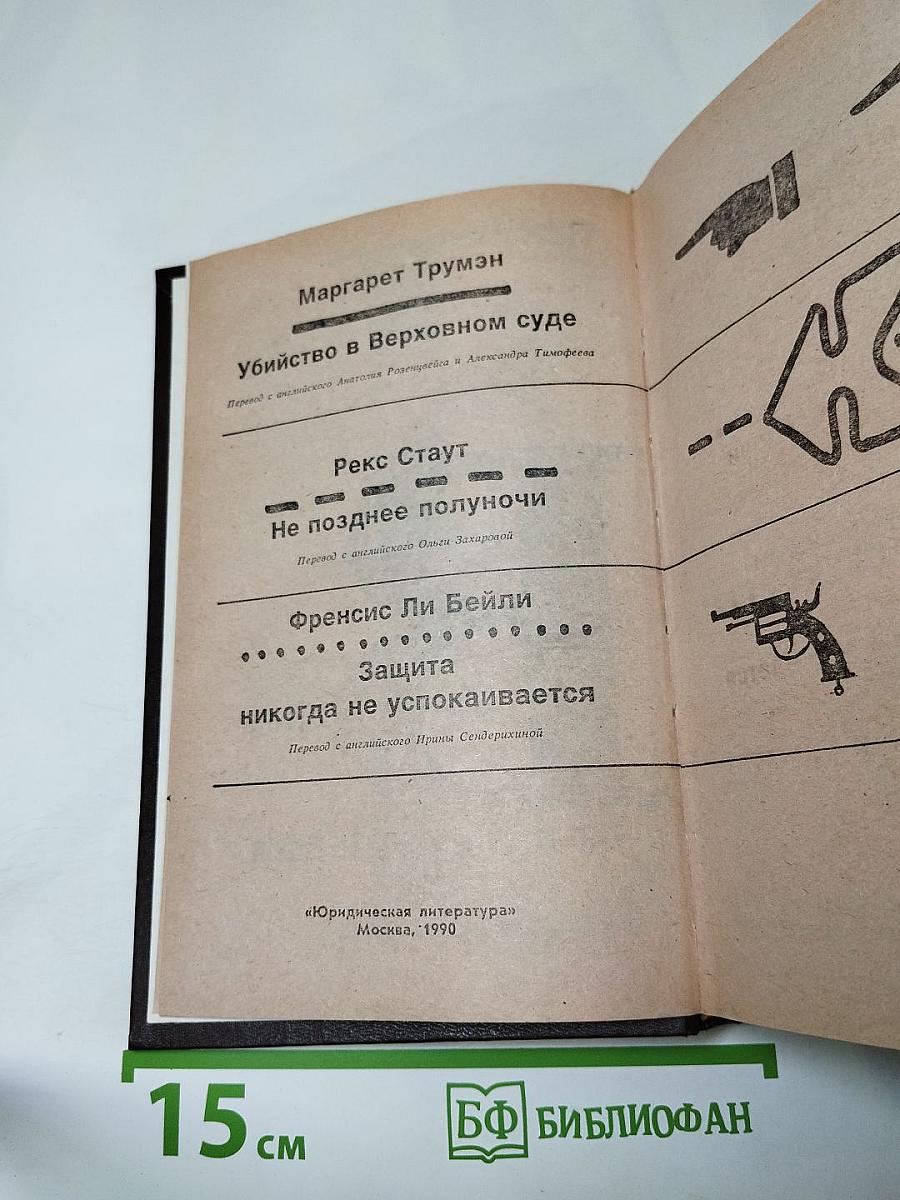 Маргарет Трумэн
Убийство в Верховном суде
Перевод с английского Анатолия Розенцвейга и Александра Тимофеева
Рекс Стаут
Не позднее полуночи
Перевод с английского Ольги Захаровой
Френсис Ли Бейли
Защита
никогда не успокаивается
Перевод с английского Ирины Сендерихиной
«Юридическая литература»
Москва, 1990
15 см
БФ БИБЛИОФАН